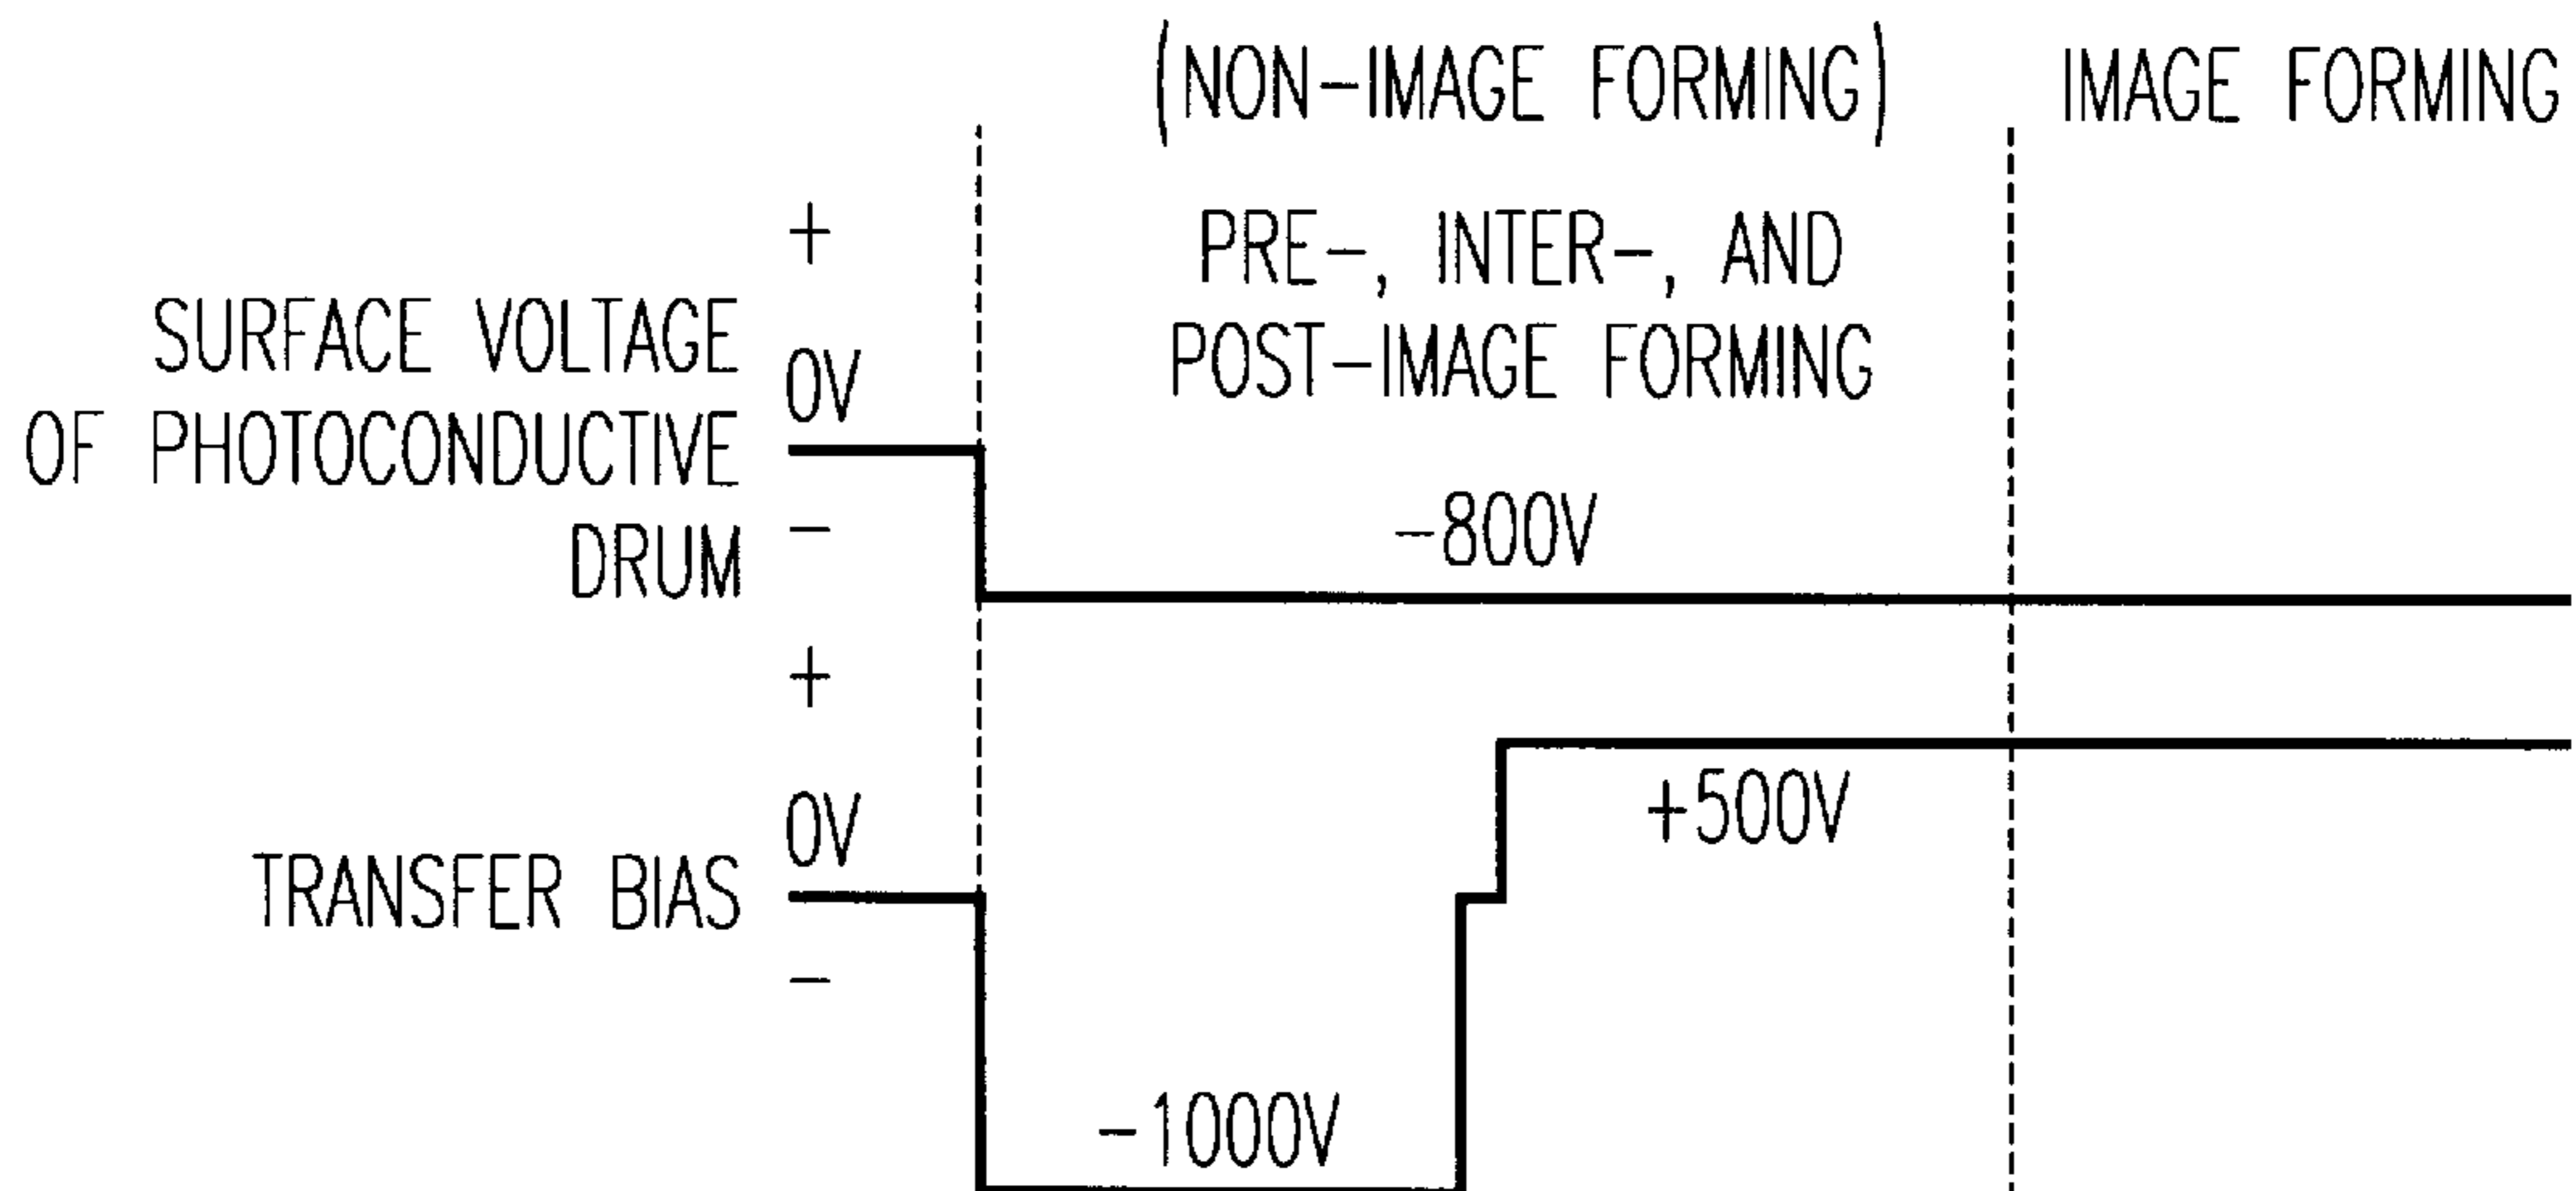 (NON-IMAGE FORMING)
IMAGE FORMING
PRE-, INTER-, AND
POST-IMAGE FORMING
+
SURFACE VOLTAGE
OF PHOTOCONDUCTIVE
DRUM
0V
-
-800V
+
0V
TRANSFER BIAS
-
+500V
-1000V